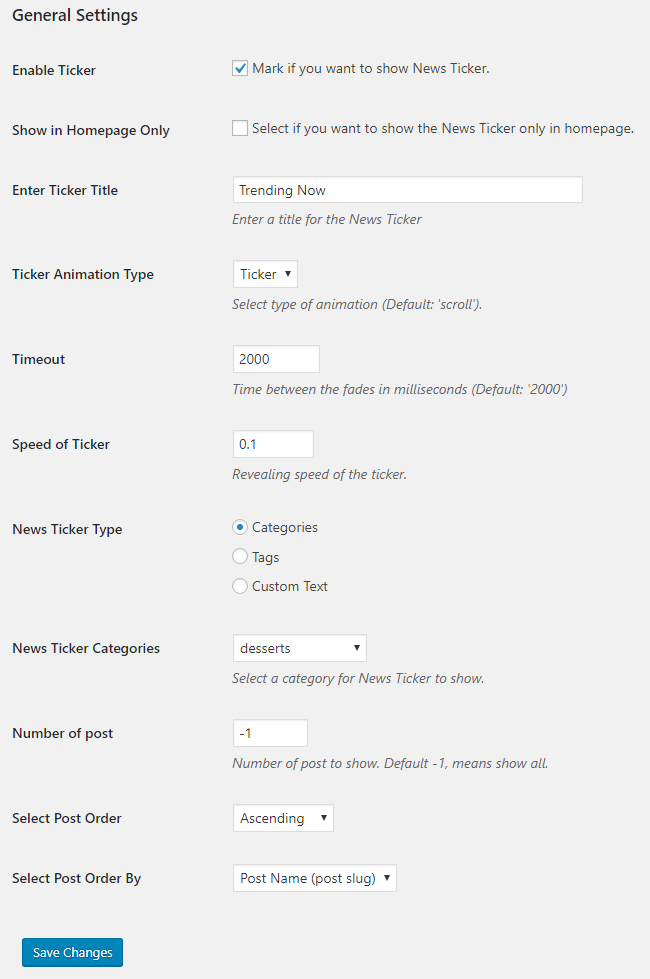 General Settings
Enable Ticker Mark if you want to show News Ticker.
Show in Homepage Only Select if you want to show the News Ticker only in homepage.
Enter Ticker Title Trending Now
Enter a title for the News Ticker
Ticker Animation Type Ticker
Select type of animation (Default: 'scroll').
Timeout 2000
Time between the fades in milliseconds (Default: '2000')
Speed of Ticker 0.1
Revealing speed of the ticker.
News Ticker Type Categories
Tags
Custom Text
News Ticker Categories desserts
Select a category for News Ticker to show.
Number of post -1
Number of post to show. Default -1, means show all.
Select Post Order Ascending
Select Post Order By Post Name (post slug)
Save Changes